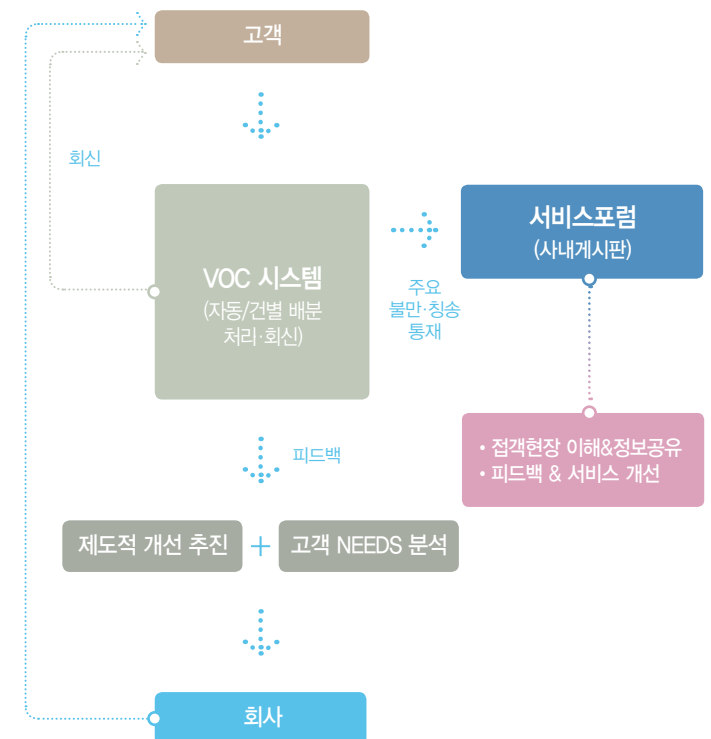 고객
회신
VOC 시스템
(자동/건별 배분
처리·회신)
주요
불만·칭송
통재
서비스포럼
(사내게시판)
• 접객현장 이해&정보공유
• 피드백 & 서비스 개선
피드백
제도적 개선 추진
+
고객 NEEDS 분석
회사